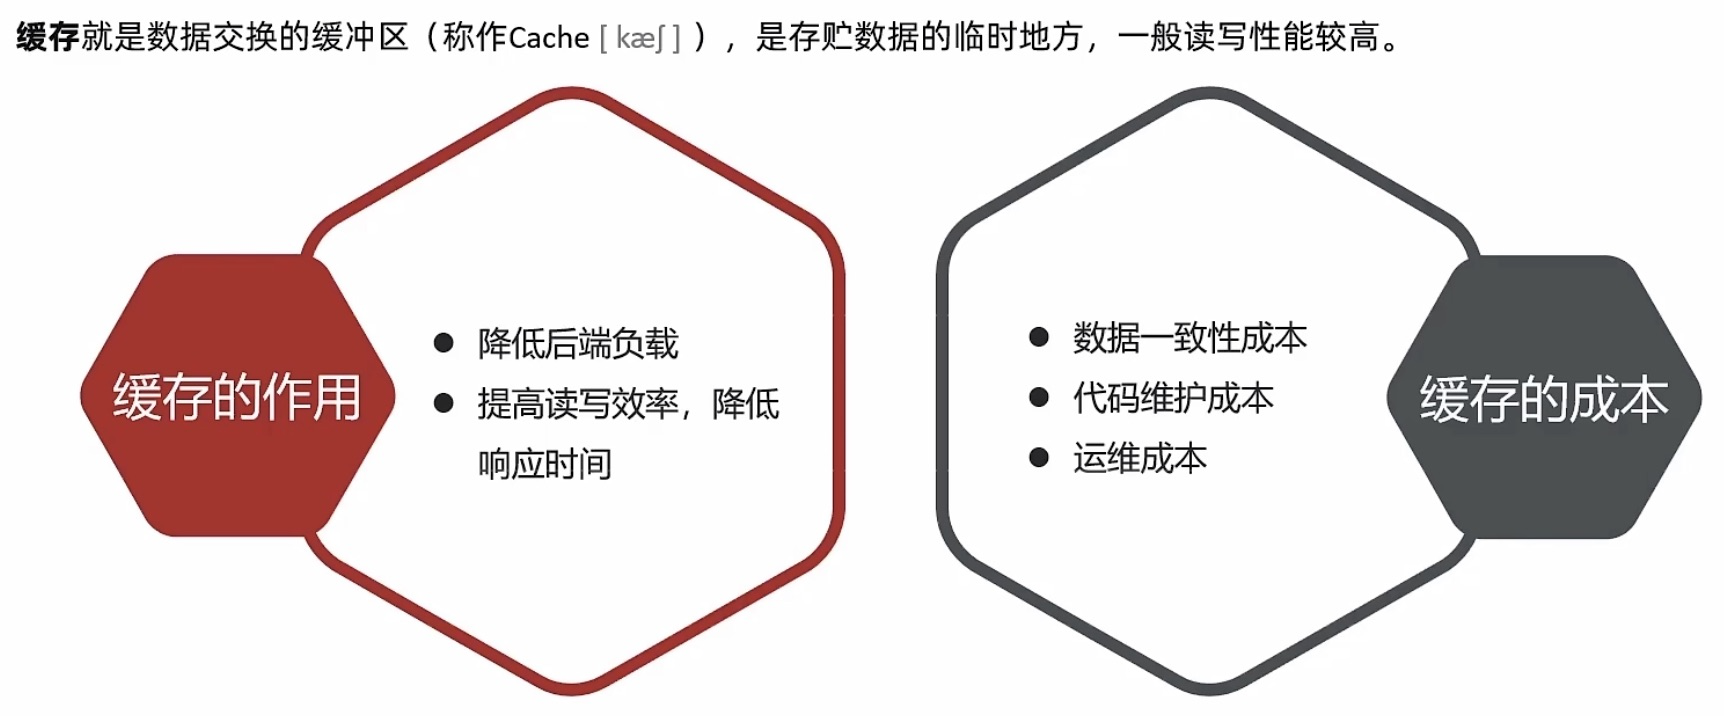 缓存就是数据交换的缓冲区（称作Cache [ kæʃ ] ），是存贮数据的临时地方，一般读写性能较高。
缓存的作用
● 降低后端负载
● 提高读写效率，降低
响应时间
● 数据一致性成本
● 代码维护成本
● 运维成本
缓存的成本